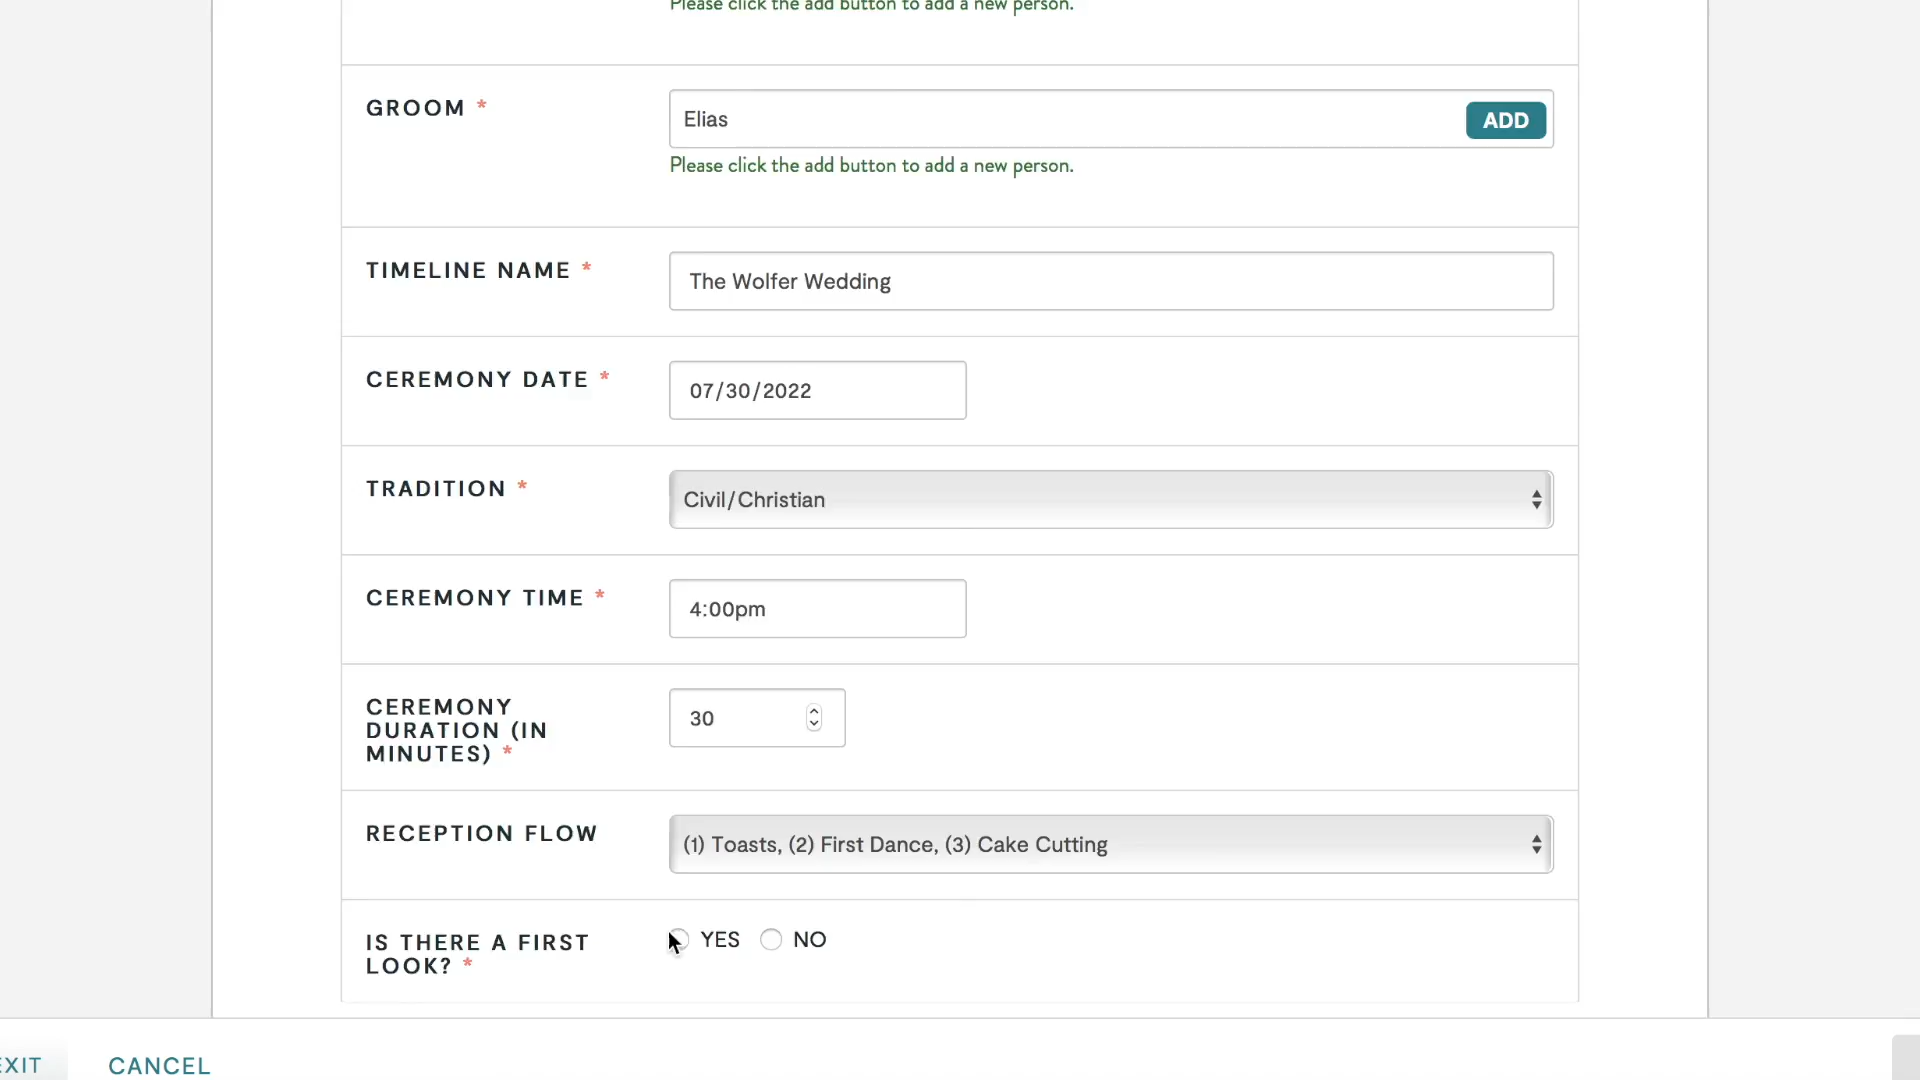 Please click the add button to add a new person.
GROOM *
Elias
ADD
Please click the add button to add a new person.
TIMELINE NAME *
The Wolfer Wedding
CEREMONY DATE *
07/30/2022
TRADITION *
Civil/Christian
CEREMONY TIME *
4:00pm
CEREMONY
DURATION (IN
MINUTES) *
30
RECEPTION FLOW
(1) Toasts, (2) First Dance, (3) Cake Cutting
IS THERE A FIRST
LOOK? *
YES
NO
EXIT
CANCEL